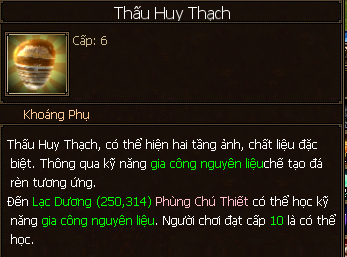 Thấu Huy Thạch
Cấp: 6
Khoáng Phụ
Thấu Huy Thạch, có thể hiện hai tầng ảnh, chất liệu đặc
biệt. Thông qua kỹ năng gia công nguyên liệuchế tạo đá
rèn tương ứng.
Đến Lạc Dương (250,314) Phùng Chú Thiết có thể học kỹ
năng gia công nguyên liệu. Người chơi đạt cấp 10 là có thể
học.